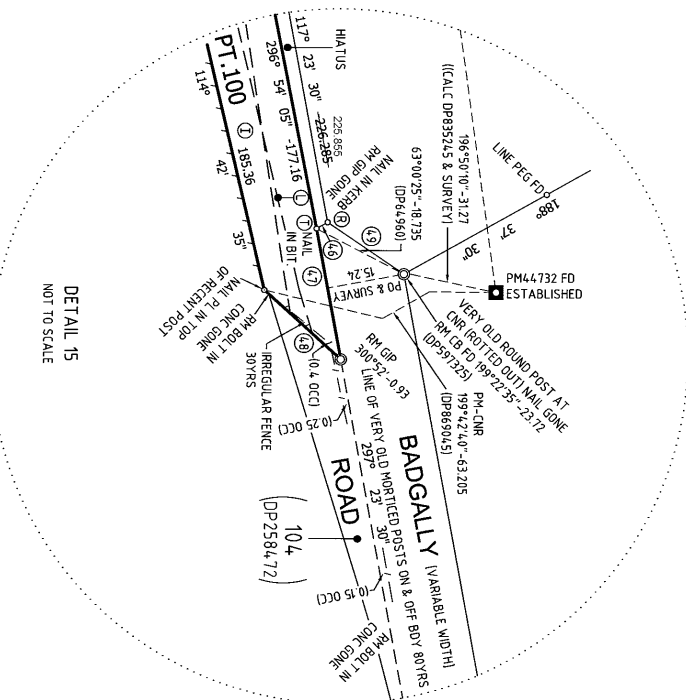 HIATUS
117° 23' 30"
226.285
225.855
296° 54' 05" -177.16
PT.100
114° 42' 35"
I
185.36
L
T
NAIL
IN BIT.
R
NAIL IN KERB
RM GIP GONE
46
47
48
49
63°00'25"-18.735
(DP64960)
196°50'10"-31.27
((CALC DP835245 & SURVEY)
LINE PEG FD
188° 37' 30"
15.24
PO & SURVEY
PM44732 FD
ESTABLISHED
VERY OLD ROUND POST AT
CNR (ROTTED OUT) NAIL GONE
RM CB FD 199°22'35"-23.72
(DP597325)
PM-CNR
199°42'40"-63.205
(DP869045)
RM GIP
300°52'-0.93
RM BOLT IN
CONC GONE
NAIL PL IN TOP
OF RECENT POST
IRREGULAR FENCE
30YRS
(0.4 OCC)
(0.25 OCC)
LINE OF VERY OLD MORTICED POSTS ON & OFF BDY 80YRS
297° 23' 30"
BADGALLY
ROAD
(VARIABLE WIDTH)
104
(DP258472)
(0.15 OCC)
RM BOLT IN
CONC GONE
DETAIL 15
NOT TO SCALE